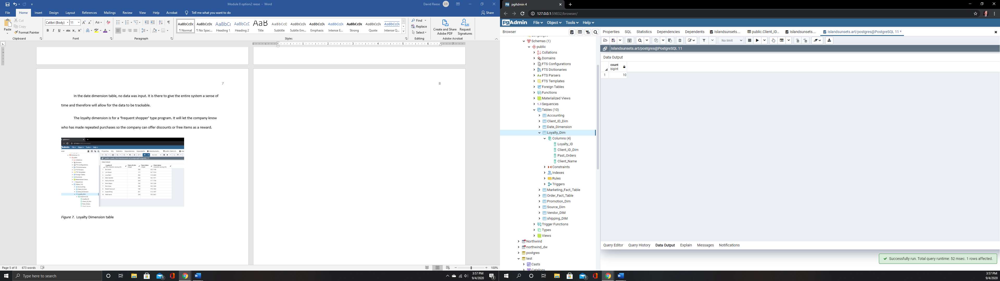 Module 8 option2 reese - Word
David Reese DR
File Home Insert Design Layout References Mailings Review View Help Acrobat Tell me what you want to do Share
Paste
Cut
Copy
Format Painter
Clipboard
Calibri (Body) 11
Font
Paragraph
AaBbCcDc AaBbCcDc AaBbC( AaBbCcC AaB AaBbCcC AaBbCcDc AaBbCcDc AaBbCcDc AaBbCcDc AaBbCcDc AaBbCcDc
¶ Normal ¶ No Spac... Heading 1 Heading 2 Title Subtitle Subtle Em... Emphasis Intense E... Strong Quote Intense Q...
Styles
Find
Replace
Select
Editing
Create and Share Adobe PDF
Request Signatures
Adobe Acrobat
1 1 2 3 4 5 6 7
7
In the date dimension table, no data was input. It is there to give the entire system a sense of
time and therefore will allow for the data to be trackable.
The loyalty dimension is for a ‘frequent shopper’ type program. It will let the company know
who has made repeated purchases so the company can offer discounts or free items as a reward.
Figure 7. Loyalty Dimension table
8
Page 5 of 8 673 words
100%
Type here to search
3:57 PM
9/4/2020
pgAdmin 4
127.0.0.1:59832/browser/
pgAdmin File Object Tools Help
Browser
Schemas (1)
public
Collations
Domains
FTS Configurations
FTS Dictionaries
FTS Parsers
FTS Templates
Foreign Tables
Functions
Materialized Views
1..3 Sequences
Tables (10)
Accounting
Client_ID_Dim
Date_Dimension
Loyalty_Dim
Columns (4)
Loyalty_ID
Client_ID_Dim
Past_Orders
Client_Name
Constraints
Indexes
Rules
Triggers
Marketing_Fact_Table
Order_Fact_Table
Promotion_Dim
Source_Dim
Vendor_DIM
shipping_DIM
Trigger Functions
Types
Views
Northwind
northwind_dw
postgres
test
Casts
Catalogs
Properties SQL Statistics Dependencies Dependents Islandsunsets.... public.Client_ID... Islandsunsets.... Islandsunsets.art/postgres@PostgreSQL 11 *
No limit
Islandsunsets.art/postgres@PostgreSQL 11
Data Output
count
bigint
1 10
Query Editor Query History Data Output Explain Messages Notifications
Successfully run. Total query runtime: 52 msec. 1 rows affected.
3:57 PM
9/4/2020